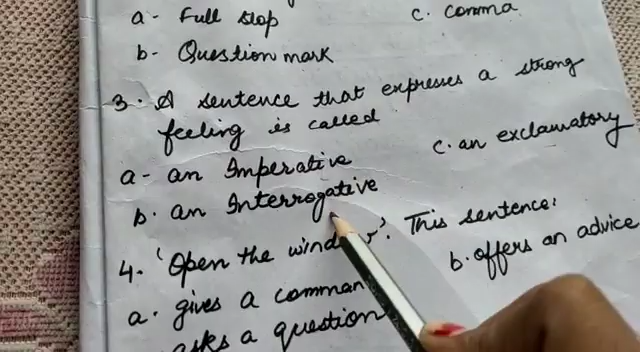 a- Full stop
c. comma
b- Question mark
3. A sentence that expresses a strong
feeling is called
a- an Imperative
c. an exclamatory
b. an Interrogative
4. 'Open the . This sentence:
a. gives a
b. offers an advice
asks a question